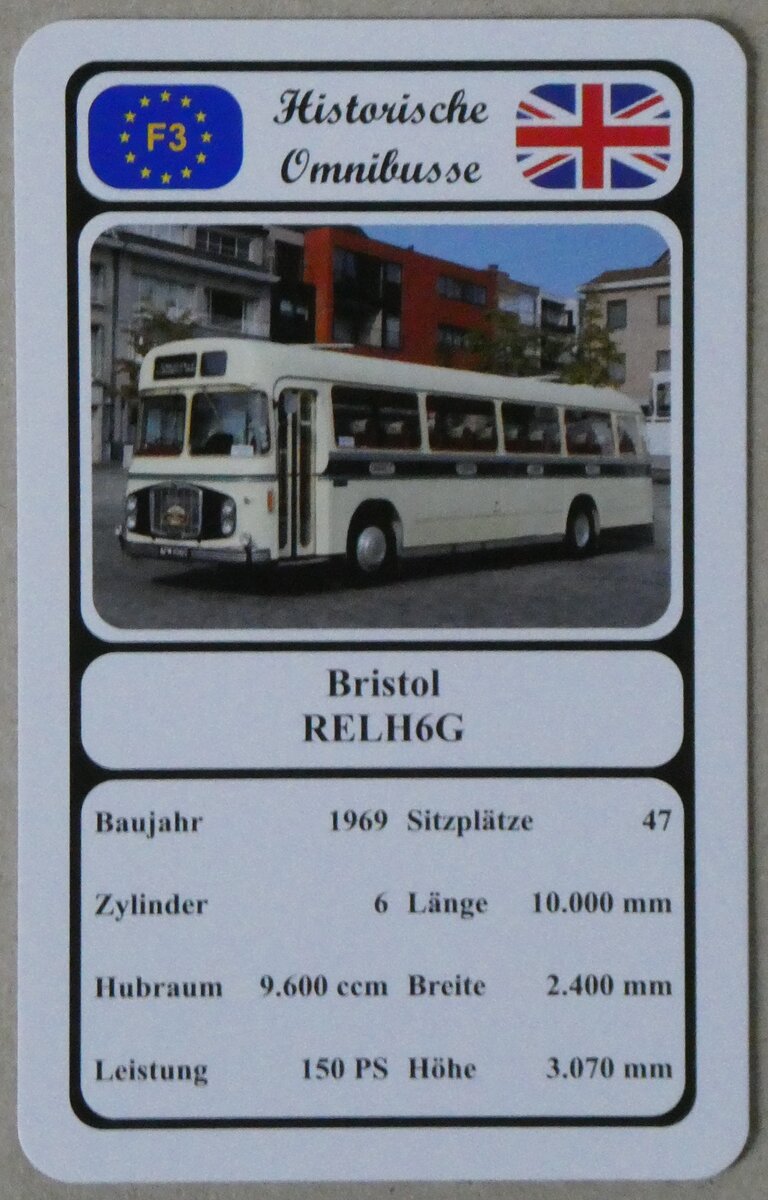 F3
Historische
Omnibusse
Bristol
RELH6G
Baujahr 1969 Sitzplätze 47
Zylinder 6 Länge 10.000 mm
Hubraum 9.600 ccm Breite 2.400 mm
Leistung 150 PS Höhe 3.070 mm